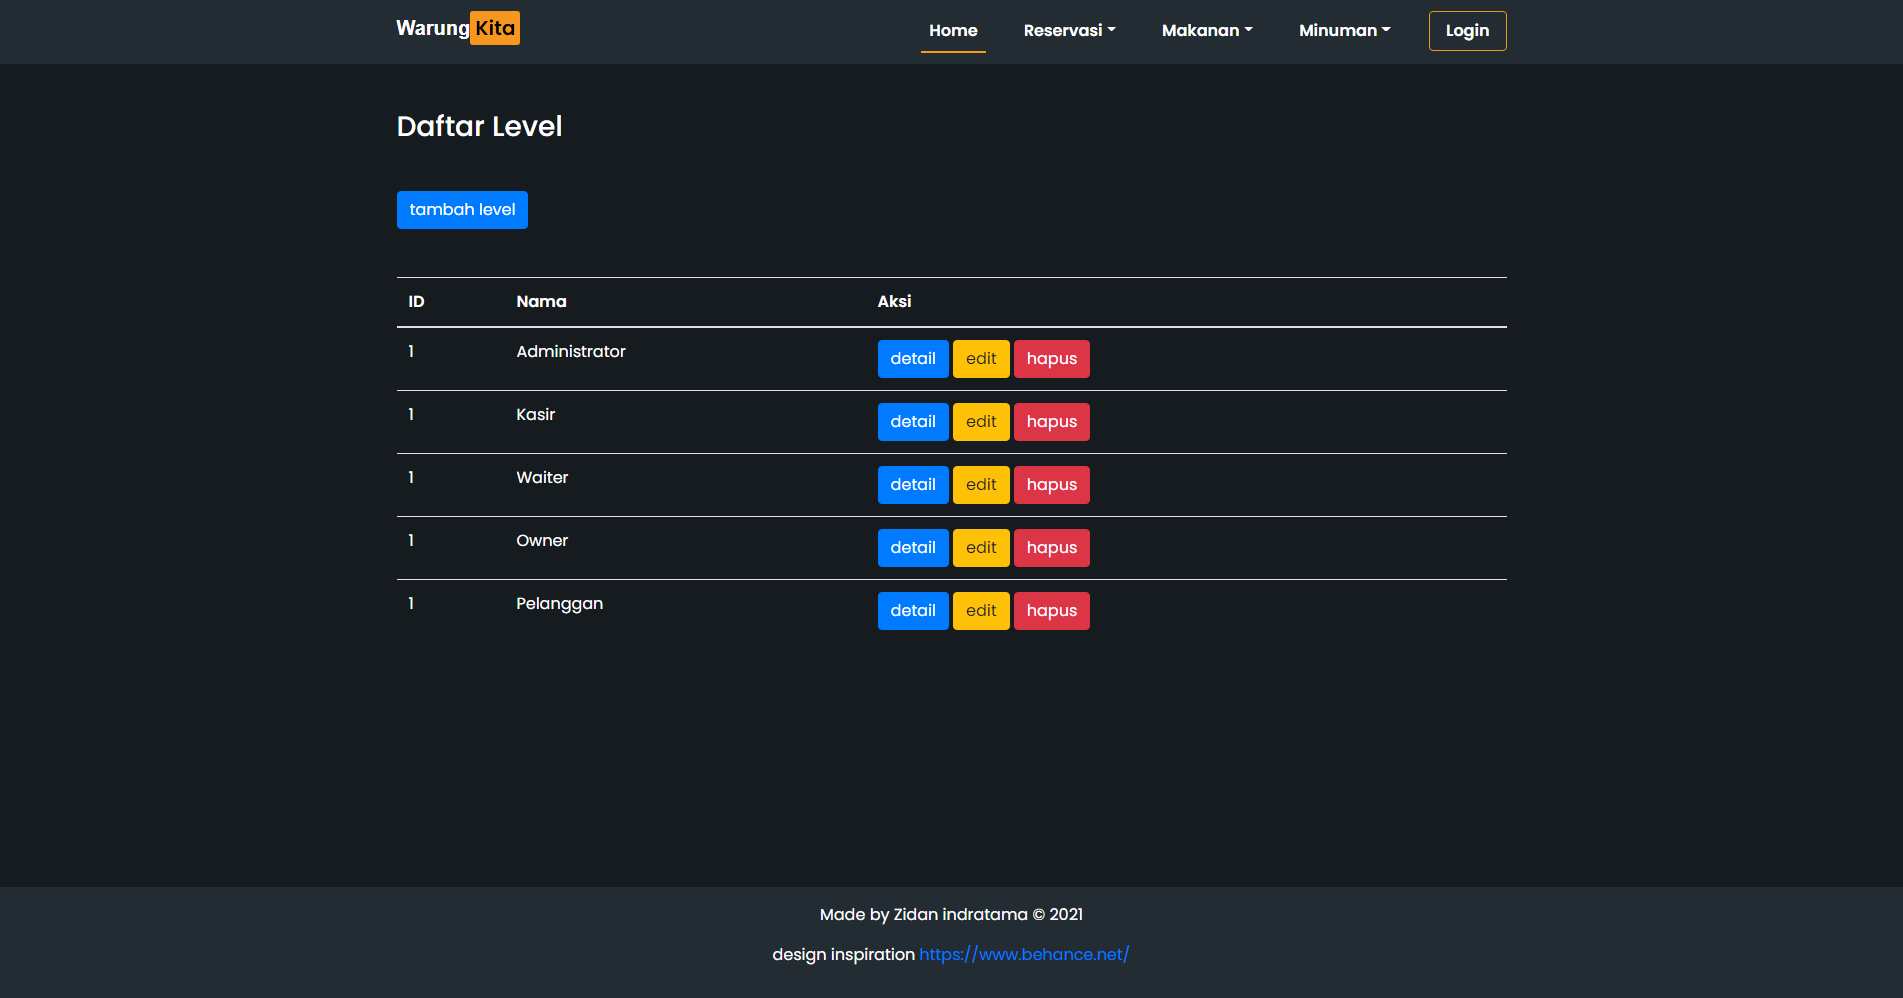 WarungKita Home Reservasi Makanan Minuman Login
Daftar Level
tambah level
ID Nama Aksi
1 Administrator detail edit hapus
1 Kasir detail edit hapus
1 Waiter detail edit hapus
1 Owner detail edit hapus
1 Pelanggan detail edit hapus
Made by Zidan indratama © 2021
design inspiration https://www.behance.net/